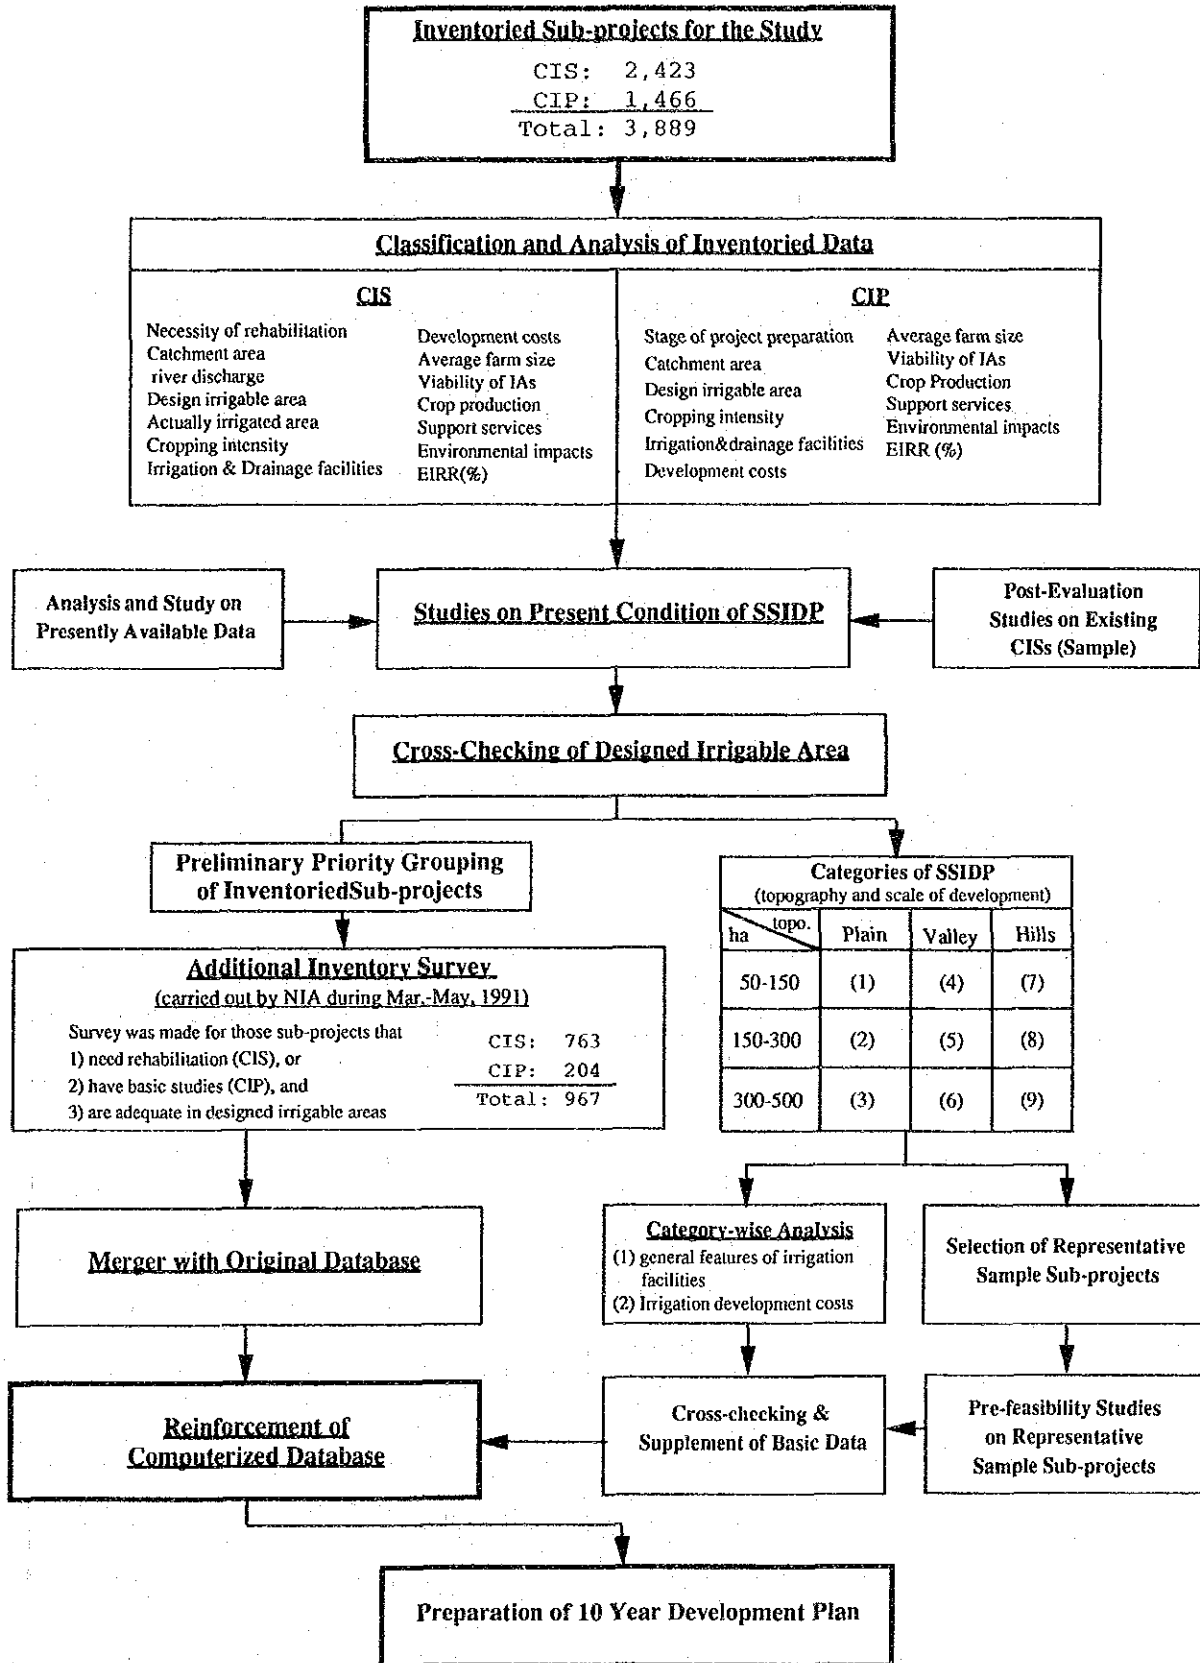 Inventoried Sub-projects for the Study
CIS: 2,423
CIP: 1,466
Total: 3,889
Classification and Analysis of Inventoried Data
CIS
Necessity of rehabilitation
Catchment area
river discharge
Design irrigable area
Actually irrigated area
Cropping intensity
Irrigation & Drainage facilities
Development costs
Average farm size
Viability of IAs
Crop production
Support services
Environmental impacts
EIRR(%)
CIP
Stage of project preparation
Catchment area
Design irrigable area
Cropping intensity
Irrigation&drainage facilities
Development costs
Average farm size
Viability of IAs
Crop Production
Support services
Environmental impacts
EIRR (%)
Analysis and Study on
Presently Available Data
Studies on Present Condition of SSIDP
Post-Evaluation
Studies on Existing
CISs (Sample)
Cross-Checking of Designed Irrigable Area
Preliminary Priority Grouping
of InventoriedSub-projects
Additional Inventory Survey
(carried out by NIA during Mar.-May, 1991)
Survey was made for those sub-projects that
1) need rehabilitation (CIS), or
2) have basic studies (CIP), and
3) are adequate in designed irrigable areas
CIS: 763
CIP: 204
Total: 967
Categories of SSIDP
(topography and scale of development)
ha topo. Plain Valley Hills
50-150 (1) (4) (7)
150-300 (2) (5) (8)
300-500 (3) (6) (9)
Merger with Original Database
Category-wise Analysis
(1) general features of irrigation
facilities
(2) Irrigation development costs
Selection of Representative
Sample Sub-projects
Reinforcement of
Computerized Database
Cross-checking &
Supplement of Basic Data
Pre-feasibility Studies
on Representative
Sample Sub-projects
Preparation of 10 Year Development Plan